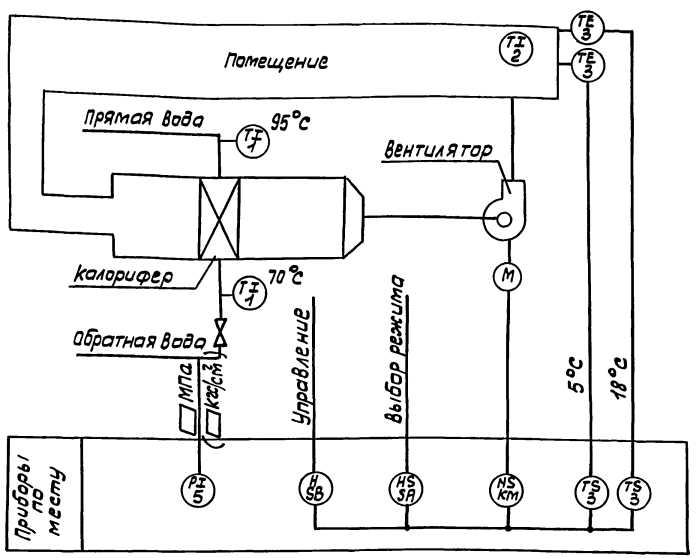 Помещение
TI
2
TE
3
TE
3
Прямая вода
TI
1
95°С
Вентилятор
М
Калорифер
TI
1
70°С
Обратная вода
МПа
(кгс/см²)
Управление
Выбор режима
5°С
18°С
Приборы
по
месту
PI
5
H
SB
HS
SA
NS
KM
TS
3
TS
3